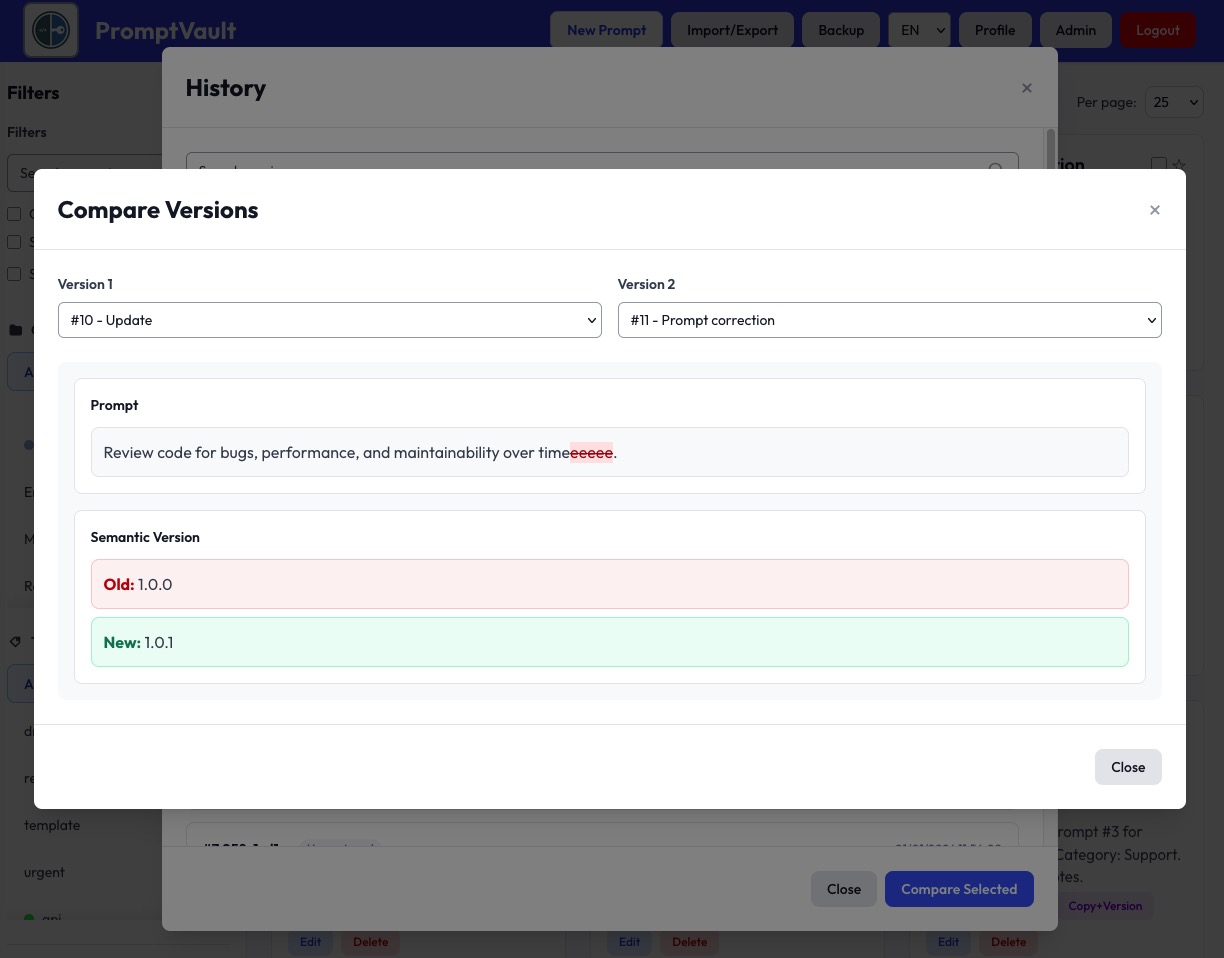 PromptVault
New Prompt
Import/Export
Backup
EN
Profile
Admin
Logout
Filters
Filters
History
×
Per page:
25
Compare Versions
×
Version 1
Version 2
#10 - Update
#11 - Prompt correction
Prompt
Review code for bugs, performance, and maintainability over timeeeeee.
Semantic Version
Old: 1.0.0
New: 1.0.1
Close
template
urgent
api
Close
Compare Selected
rompt #3 for
Category: Support.
Copy+Version
Edit
Delete
Edit
Delete
Edit
Delete